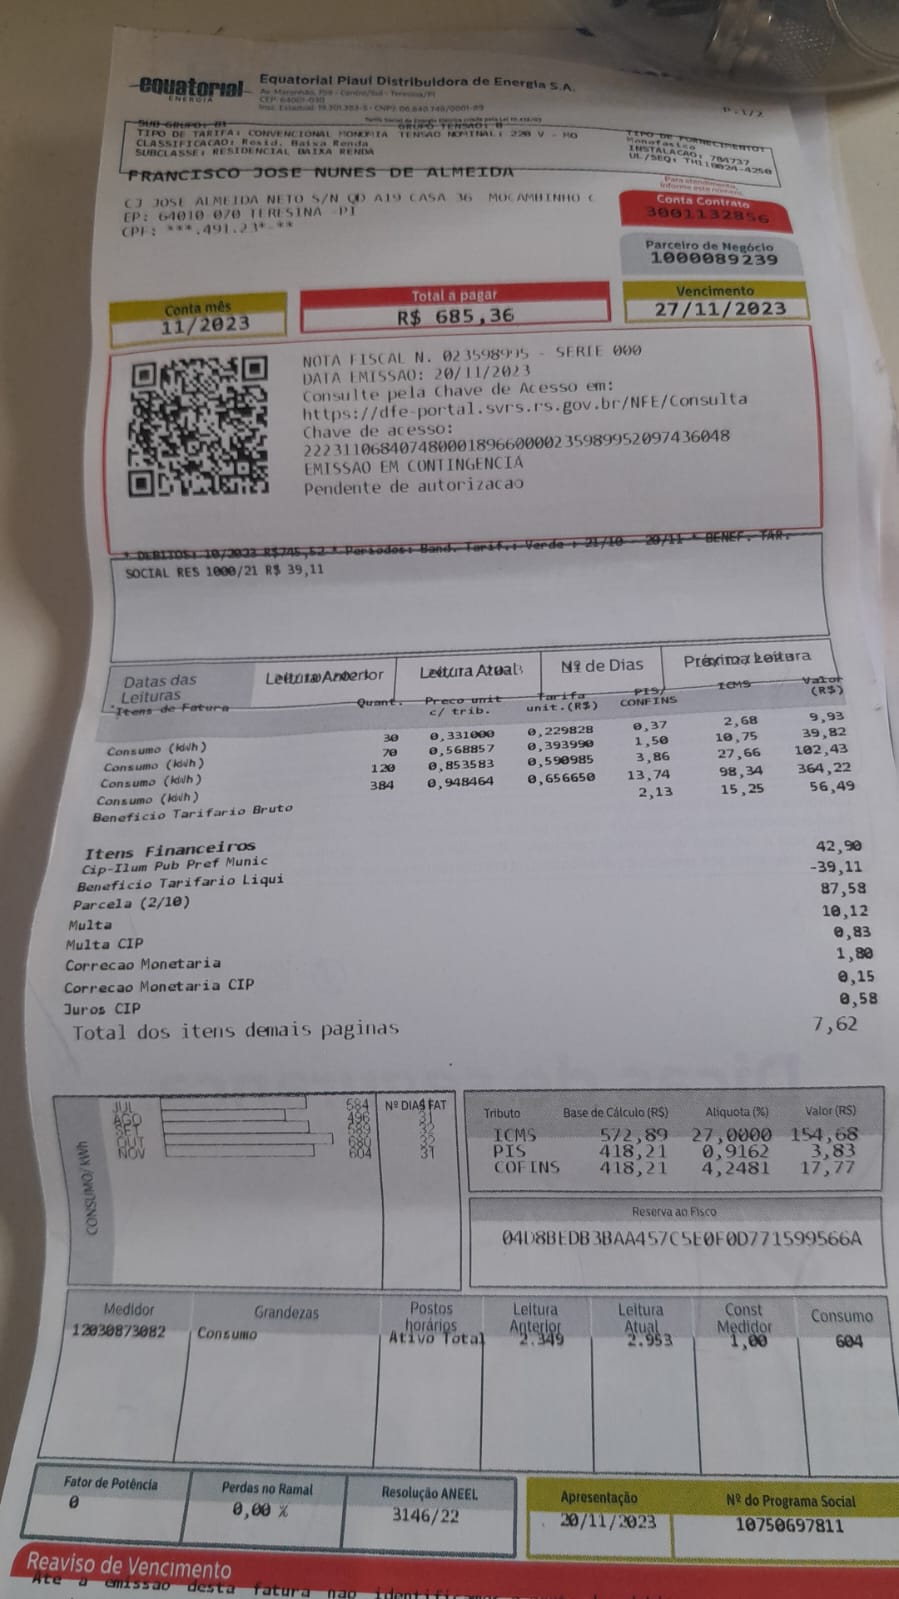 equatorial
ENERGIA
Equatorial Piauí Distribuidora de Energia S.A.
P.1/2
TIPO DE TARIFA: CONVENCIONAL MONOMIA TENSAO NOMINAL: 220 V - MO
CLASSIFICACAO: Resid. Baixa Renda
SUBCLASSE: RESIDENCIAL BAIXA RENDA
TIPO DE FORNECIMENTO:
Monofasico
INSTALACAO: 784737
FRANCISCO JOSE NUNES DE ALMEIDA
CJ JOSE ALMEIDA NETO S/N QD A19 CASA 36 MOCAMBINHO C
EP: 64010-070 TERESINA -PI
CPF: ***.491.23*-**
Para atendimento,
informe este número.
Conta Contrato
3001132856
Parceiro de Negócio
1000089239
Conta mês
11/2023
Total a pagar
R$ 685,36
Vencimento
27/11/2023
NOTA FISCAL N. 023598995 - SERIE 000
DATA EMISSAO: 20/11/2023
Consulte pela Chave de Acesso em:
https://dfe-portal.svrs.rs.gov.br/NFE/Consulta
Chave de acesso:
22231106840748000189660000235989952097436048
EMISSAO EM CONTINGENCIA
Pendente de autorizacao
* DEBITOS: 10/2023 R$745,52 * Periodos: Band. Tarif.: Verde : 21/10 - 20/11 * BENEF. TAR.
SOCIAL RES 1000/21 R$ 39,11
Datas das Leituras
Leitura Anterior
Leitura Atual
Nº de Dias
Próxima Leitura
Itens de Fatura Quant. Preco unit c/ trib. Tarifa unit.(R$) PIS/CONFINS ICMS Valor (R$)
Consumo (kWh) 30 0,331000 0,229828 0,37 2,68 9,93
Consumo (kWh) 70 0,568857 0,393990 1,50 10,75 39,82
Consumo (kWh) 120 0,853583 0,590985 3,86 27,66 102,43
Consumo (kWh) 384 0,948464 0,656650 13,74 98,34 364,22
Beneficio Tarifario Bruto 2,13 15,25 56,49
Itens Financeiros
Cip-Ilum Pub Pref Munic 42,90
Beneficio Tarifario Liqui -39,11
Parcela (2/10) 87,58
Multa 10,12
Multa CIP 0,83
Correcao Monetaria 1,80
Correcao Monetaria CIP 0,15
Juros CIP 0,58
Total dos itens demais paginas 7,62
CONSUMO/kWh
Nº DIAS FAT
JUL 584
AGO 496 31
SET 589 32
OUT 680 32
NOV 604 31
Tributo Base de Cálculo (R$) Aliquota (%) Valor (R$)
ICMS 572,89 27,0000 154,68
PIS 418,21 0,9162 3,83
COFINS 418,21 4,2481 17,77
Reserva ao Fisco
04D8BEDB3BAA457C5E0F0D771599566A
Medidor Grandezas Postos horários Leitura Anterior Leitura Atual Const Medidor Consumo
12030873082 Consumo Ativo Total 2.349 2.953 1,00 604
Fator de Potência
0
Perdas no Ramal
0,00 %
Resolução ANEEL
3146/22
Apresentação
20/11/2023
Nº do Programa Social
10750697811
Reaviso de Vencimento
Ate a emissao desta fatura nao